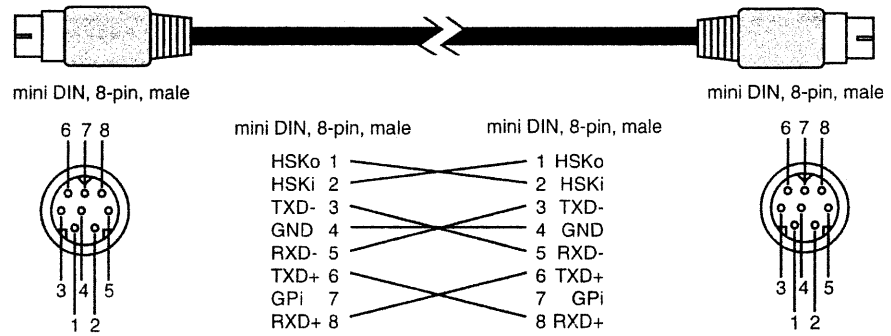 mini DIN, 8-pin, male mini DIN, 8-pin, male
6 7 8 mini DIN, 8-pin, male mini DIN, 8-pin, male 6 7 8
HSKo 1 1 HSKo
HSKi 2 2 HSKi
TXD- 3 3 TXD-
GND 4 4 GND
RXD- 5 5 RXD-
TXD+ 6 6 TXD+
3 4 5 GPi 7 7 GPi 3 4 5
RXD+ 8 8 RXD+
1 2 1 2